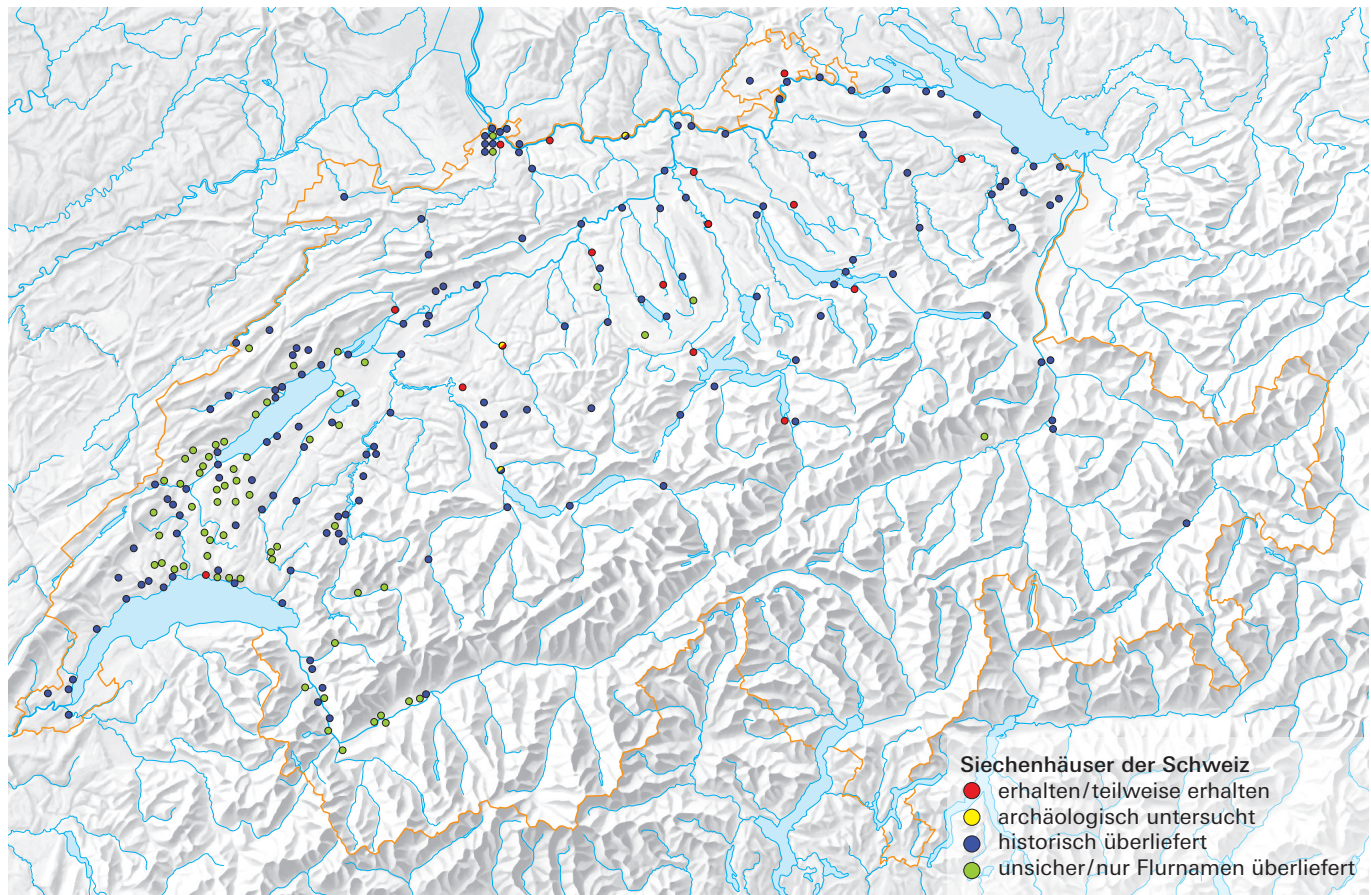 Siechenhäuser der Schweiz
erhalten/teilweise erhalten
archäologisch untersucht
historisch überliefert
unsicher/nur Flurnamen überliefert